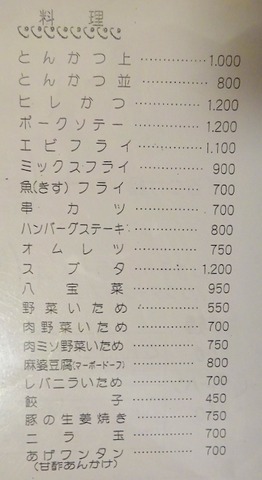 料理
とんかつ上 1.000
とんかつ並 800
ヒレかつ 1.200
ポークソテー 1.200
エビフライ 1.100
ミックスフライ 900
魚(きす)フライ 700
串カツ 700
ハンバーグステーキ 800
オムレツ 750
スブタ 1.200
八宝菜 950
野菜いため 550
肉野菜いため 700
肉ミソ野菜いため 750
麻婆豆腐(マーボードーフ) 800
レバニラいため 700
餃子 450
豚の生姜焼き 750
ニラ玉 700
あげワンタン 700
(甘酢あんかけ)